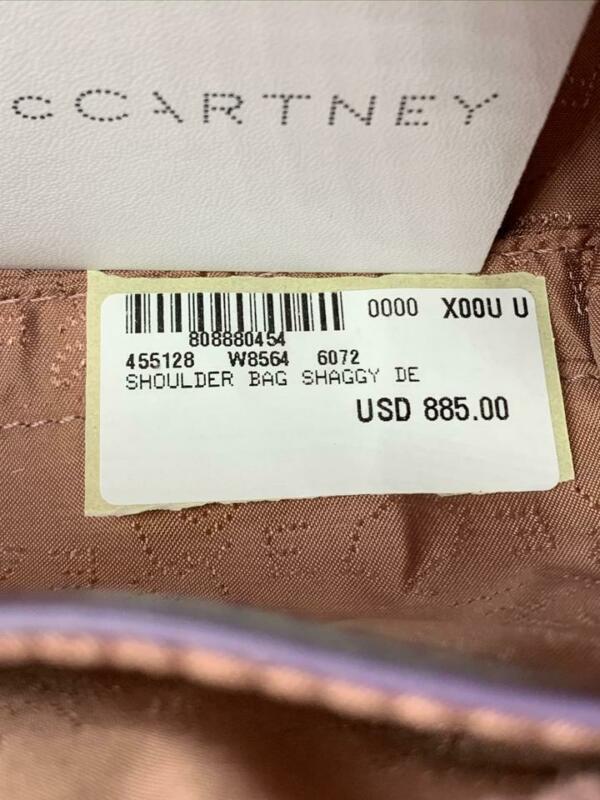 cCARTNEY
0000 X00U U
808880454
455128 W8564 6072
SHOULDER BAG SHAGGY DE
USD 885.00